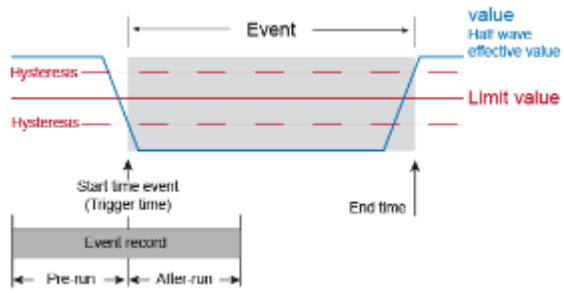 value
Half wave
effective value
Event
Hysteresis
Limit value
Hysteresis
Start time event
(Trigger time)
End time
Event record
Pre-run
After-run